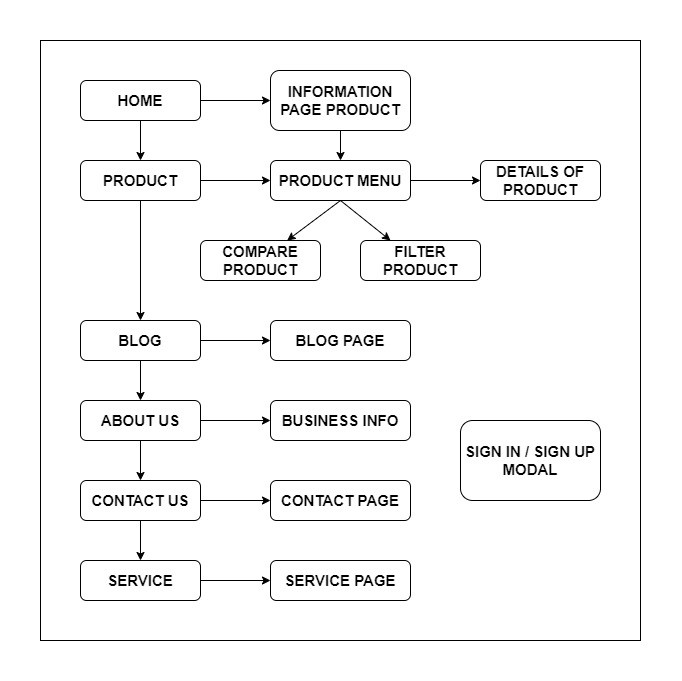 HOME
INFORMATION
PAGE PRODUCT
PRODUCT
PRODUCT MENU
DETAILS OF
PRODUCT
COMPARE
PRODUCT
FILTER
PRODUCT
BLOG
BLOG PAGE
ABOUT US
BUSINESS INFO
SIGN IN / SIGN UP
MODAL
CONTACT US
CONTACT PAGE
SERVICE
SERVICE PAGE